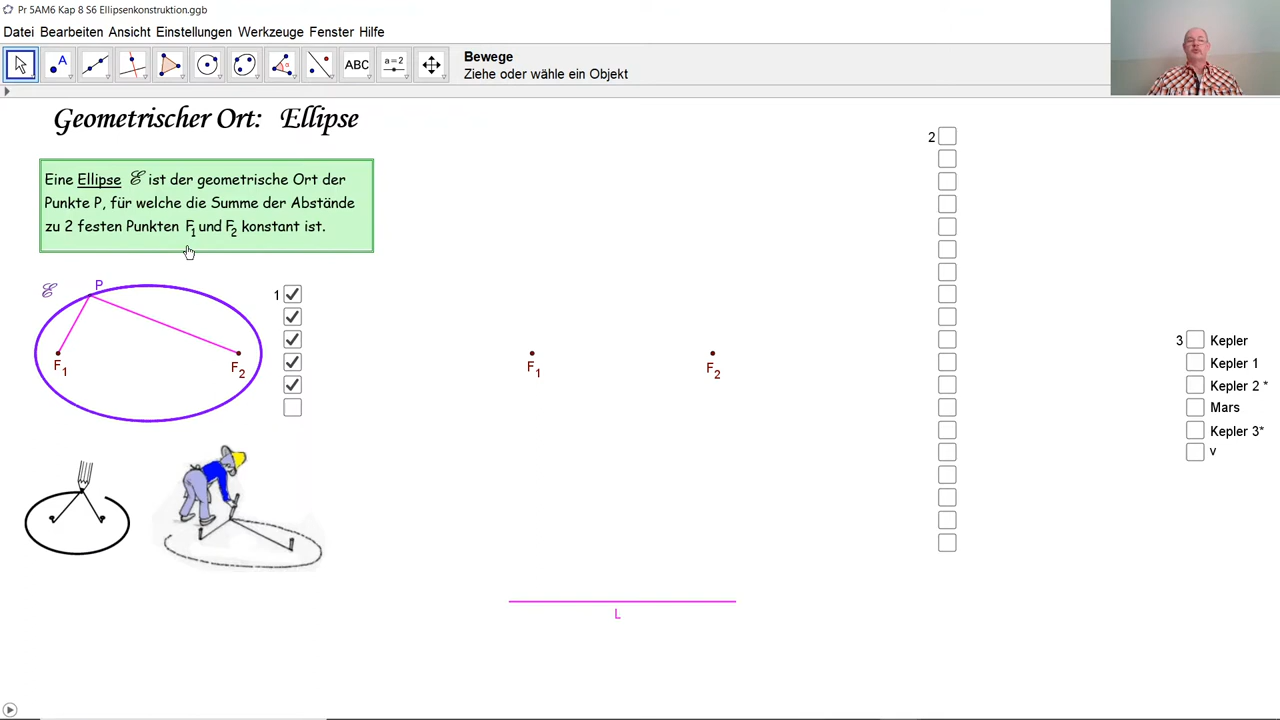 Pr 5AM6 Kap 8 S6 Ellipsenkonstruktion.ggb
Datei Bearbeiten Ansicht Einstellungen Werkzeuge Fenster Hilfe
A
ABC
a=2
Bewege
Ziehe oder wähle ein Objekt
Geometrischer Ort: Ellipse
Eine Ellipse ℰ ist der geometrische Ort der
Punkte P, für welche die Summe der Abstände
zu 2 festen Punkten F1 und F2 konstant ist.
ℰ
P
F1
F2
1
F1
F2
L
2
3
Kepler
Kepler 1
Kepler 2 *
Mars
Kepler 3*
v